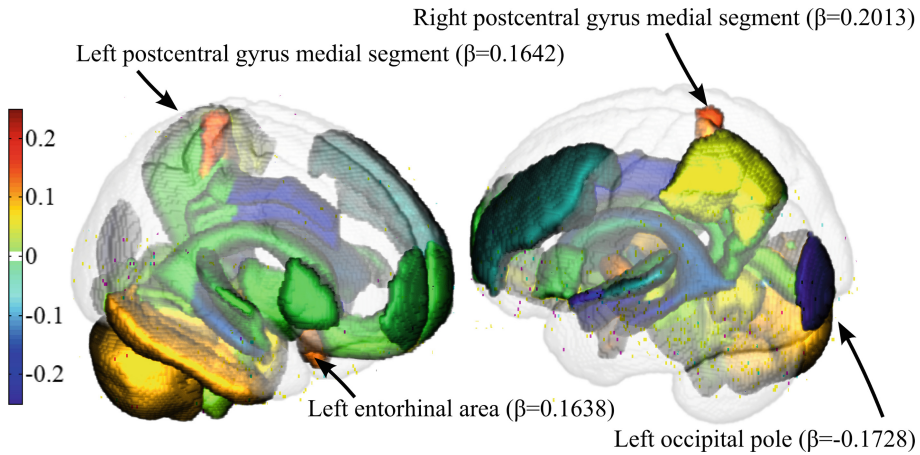 Right postcentral gyrus medial segment (β=0.2013)
Left postcentral gyrus medial segment (β=0.1642)
0.2
0.1
0
-0.1
-0.2
Left entorhinal area (β=0.1638)
Left occipital pole (β=-0.1728)